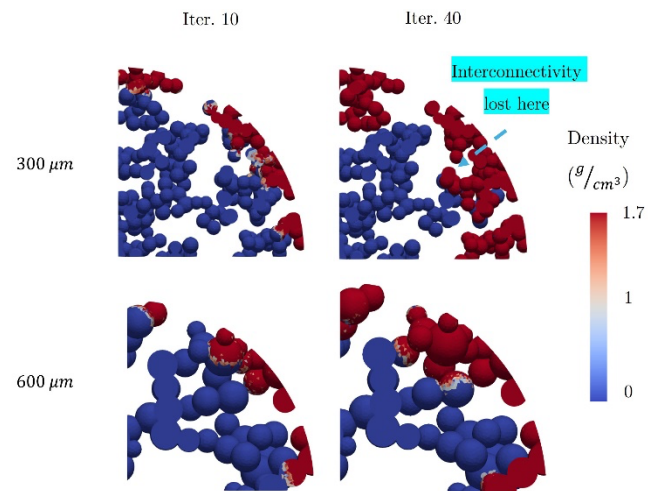 Iter. 10
Iter. 40
Interconnectivity
lost here
Density
(g/cm³)
300 μm
1.7
1
600 μm
0